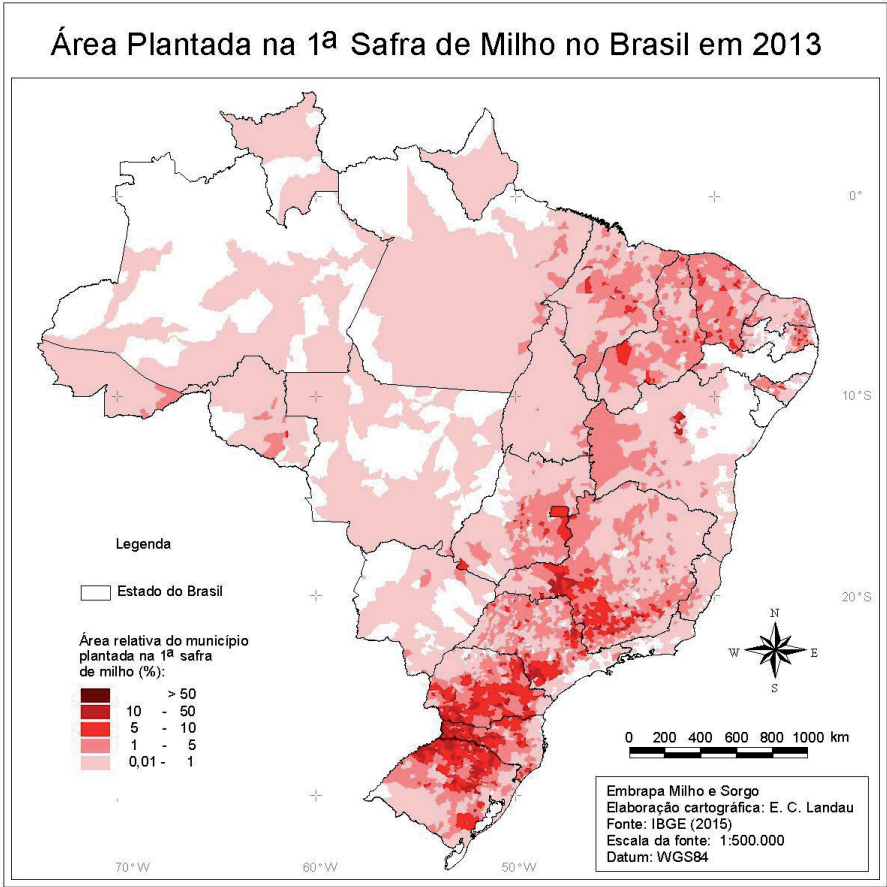 Área Plantada na 1ª Safra de Milho no Brasil em 2013
0°
10°S
20°S
Legenda
Estado do Brasil
Área relativa do município
plantada na 1ª safra
de milho (%):
> 50
10 - 50
5 - 10
1 - 5
0,01 - 1
N
W E
S
0 200 400 600 800 1000 km
Embrapa Milho e Sorgo
Elaboração cartográfica: E. C. Landau
Fonte: IBGE (2015)
Escala da fonte: 1:500.000
Datum: WGS84
70°W 60°W 50°W